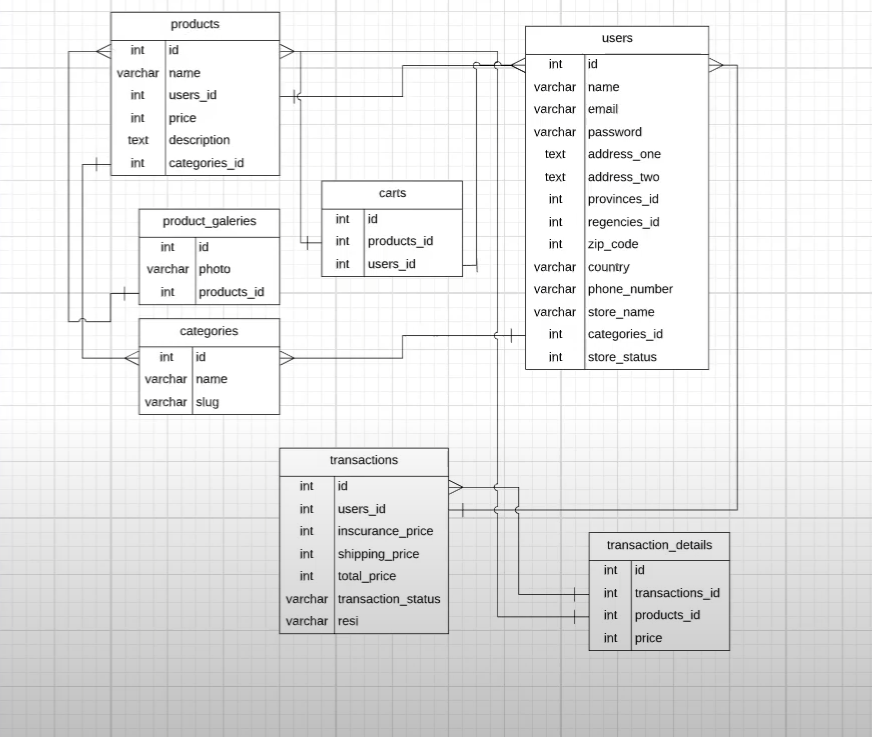 products
int id
varchar name
int users_id
int price
text description
int categories_id
users
int id
varchar name
varchar email
varchar password
text address_one
text address_two
int provinces_id
int regencies_id
int zip_code
varchar country
varchar phone_number
varchar store_name
int categories_id
int store_status
carts
int id
int products_id
int users_id
product_galeries
int id
varchar photo
int products_id
categories
int id
varchar name
varchar slug
transactions
int id
int users_id
int inscurance_price
int shipping_price
int total_price
varchar transaction_status
varchar resi
transaction_details
int id
int transactions_id
int products_id
int price